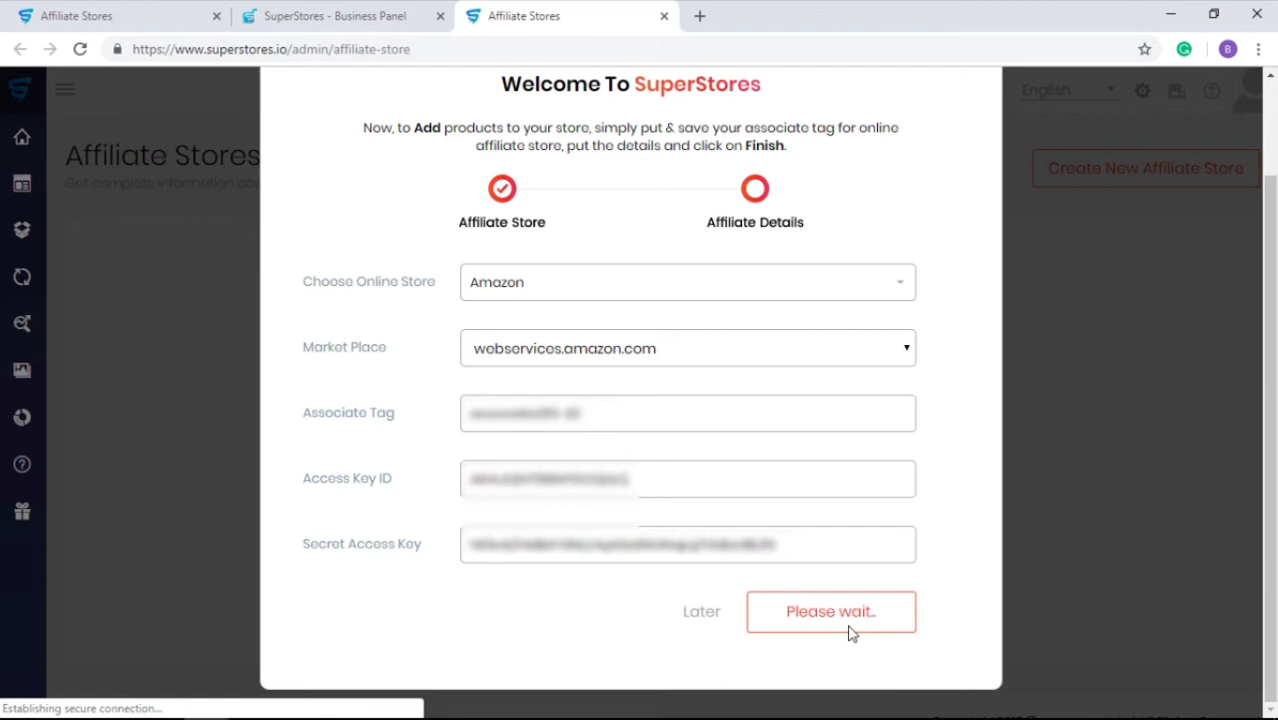 Affiliate Stores
SuperStores - Business Panel
Affiliate Stores
https://www.superstores.io/admin/affiliate-store
B
English
Affiliate Stores
Create New Affiliate Store
Welcome To SuperStores
Now, to Add products to your store, simply put & save your associate tag for online
affiliate store, put the details and click on Finish.
Affiliate Store
Affiliate Details
Choose Online Store
Amazon
Market Place
webservices.amazon.com
Associate Tag
Access Key ID
Secret Access Key
Later
Please wait..
Establishing secure connection...